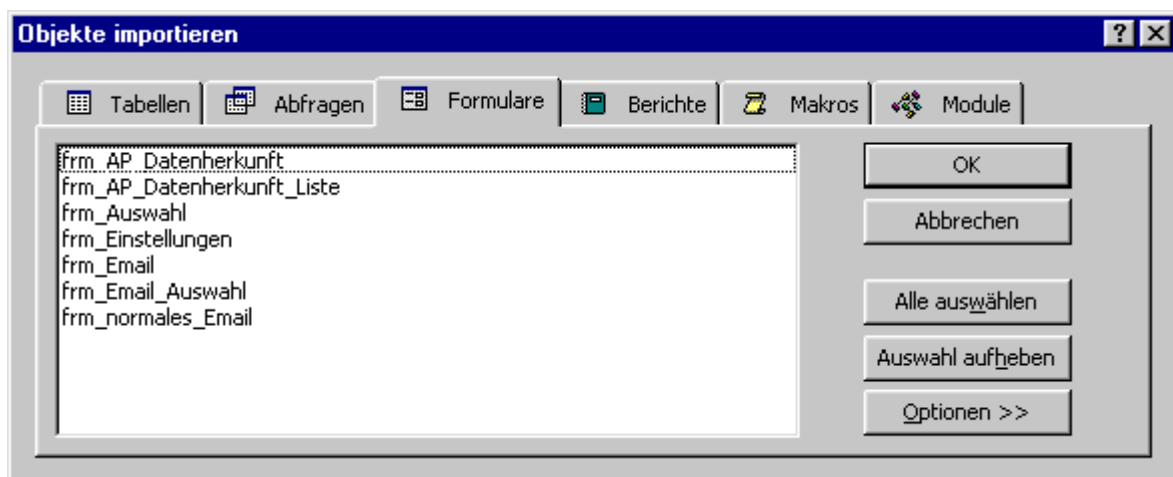 Objekte importieren
Tabellen Abfragen Formulare Berichte Makros Module
frm_AP_Datenherkunft
frm_AP_Datenherkunft_Liste
frm_Auswahl
frm_Einstellungen
frm_Email
frm_Email_Auswahl
frm_normales_Email
OK
Abbrechen
Alle auswählen
Auswahl aufheben
Optionen >>